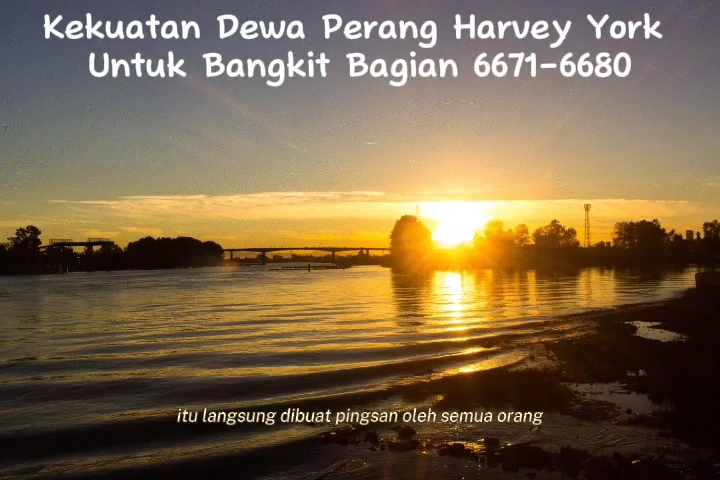 Kekuatan Dewa Perang Harvey York
Untuk Bangkit Bagian 6671-6680
itu langsung dibuat pingsan oleh semua orang